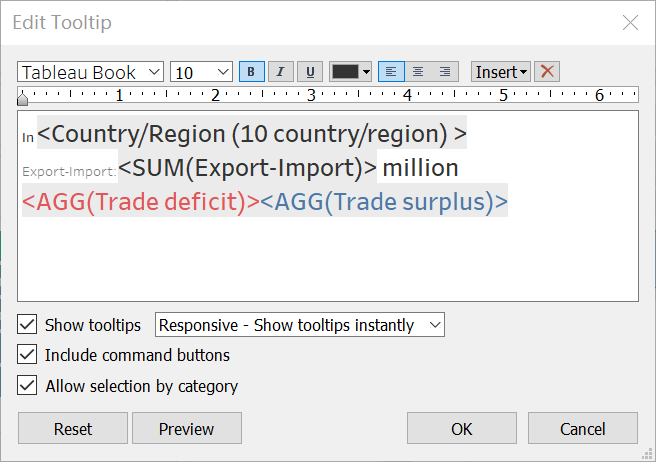 Edit Tooltip
Tableau Book 10 B I U Insert
1 2 3 4 5 6
In <Country/Region (10 country/region) >
Export-Import: <SUM(Export-Import)> million
<AGG(Trade deficit)><AGG(Trade surplus)>
Show tooltips Responsive - Show tooltips instantly
Include command buttons
Allow selection by category
Reset Preview OK Cancel